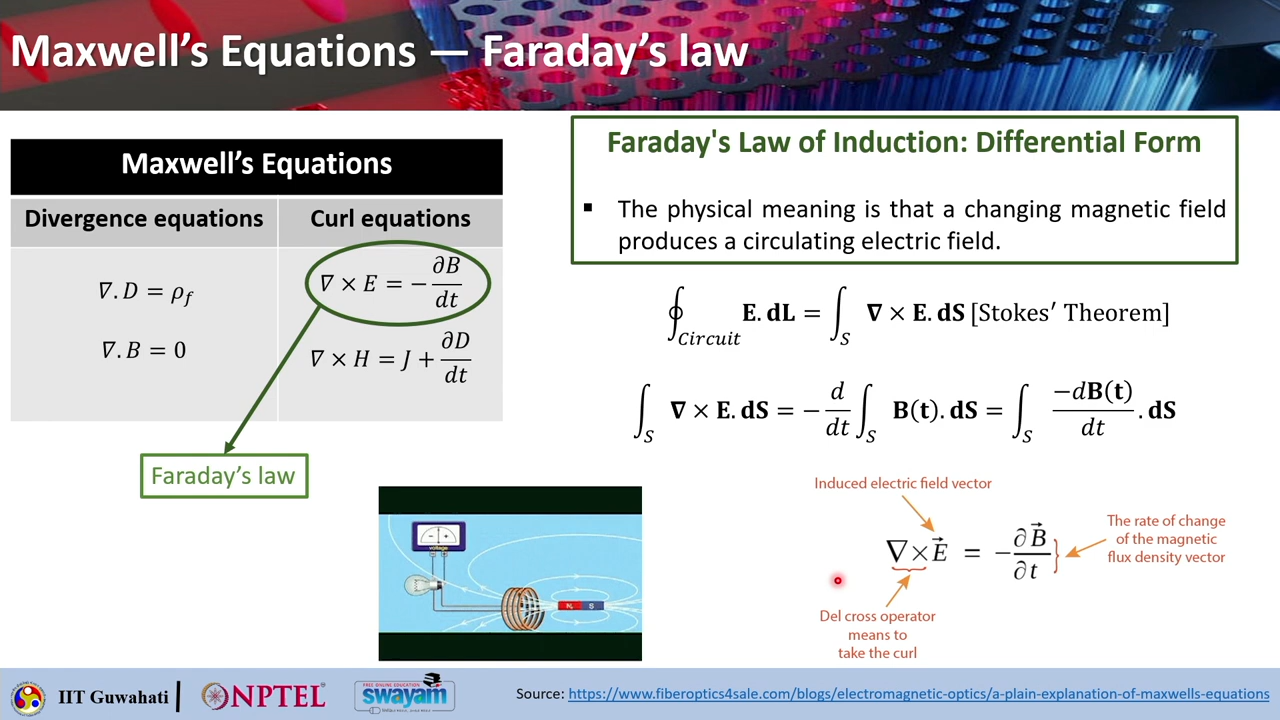 Maxwell’s Equations — Faraday’s law
Maxwell’s Equations
Divergence equations
Curl equations
∇. D = ρ_f
∇ × E = − ∂B/dt
∇. B = 0
∇ × H = J + ∂D/dt
Faraday’s law
Faraday's Law of Induction: Differential Form
▪ The physical meaning is that a changing magnetic field
produces a circulating electric field.
∮_Circuit E. dL = ∫_S ∇ × E. dS [Stokes′ Theorem]
∫_S ∇ × E. dS = − d/dt ∫_S B(t). dS = ∫_S −dB(t)/dt . dS
Induced electric field vector
∇×E⃗ = − ∂B⃗/∂t
The rate of change
of the magnetic
flux density vector
Del cross operator
means to
take the curl
voltage
N S
IIT Guwahati
NPTEL
FREE ONLINE EDUCATION
swayam
Source: https://www.fiberoptics4sale.com/blogs/electromagnetic-optics/a-plain-explanation-of-maxwells-equations